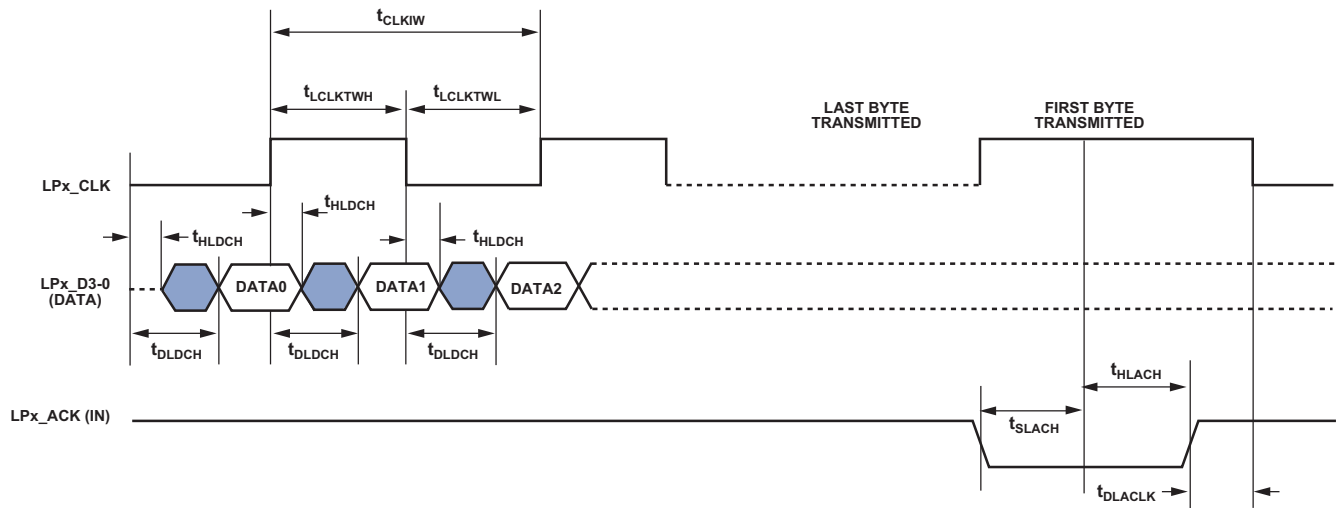 tCLKIW
tLCLKTWH
tLCLKTWL
LAST BYTE
TRANSMITTED
FIRST BYTE
TRANSMITTED
LPx_CLK
tHLDCH
tHLDCH
tHLDCH
LPx_D3-0
(DATA)
DATA0
DATA1
DATA2
tDLDCH
tDLDCH
tDLDCH
tHLACH
LPx_ACK (IN)
tSLACH
tDLACLK